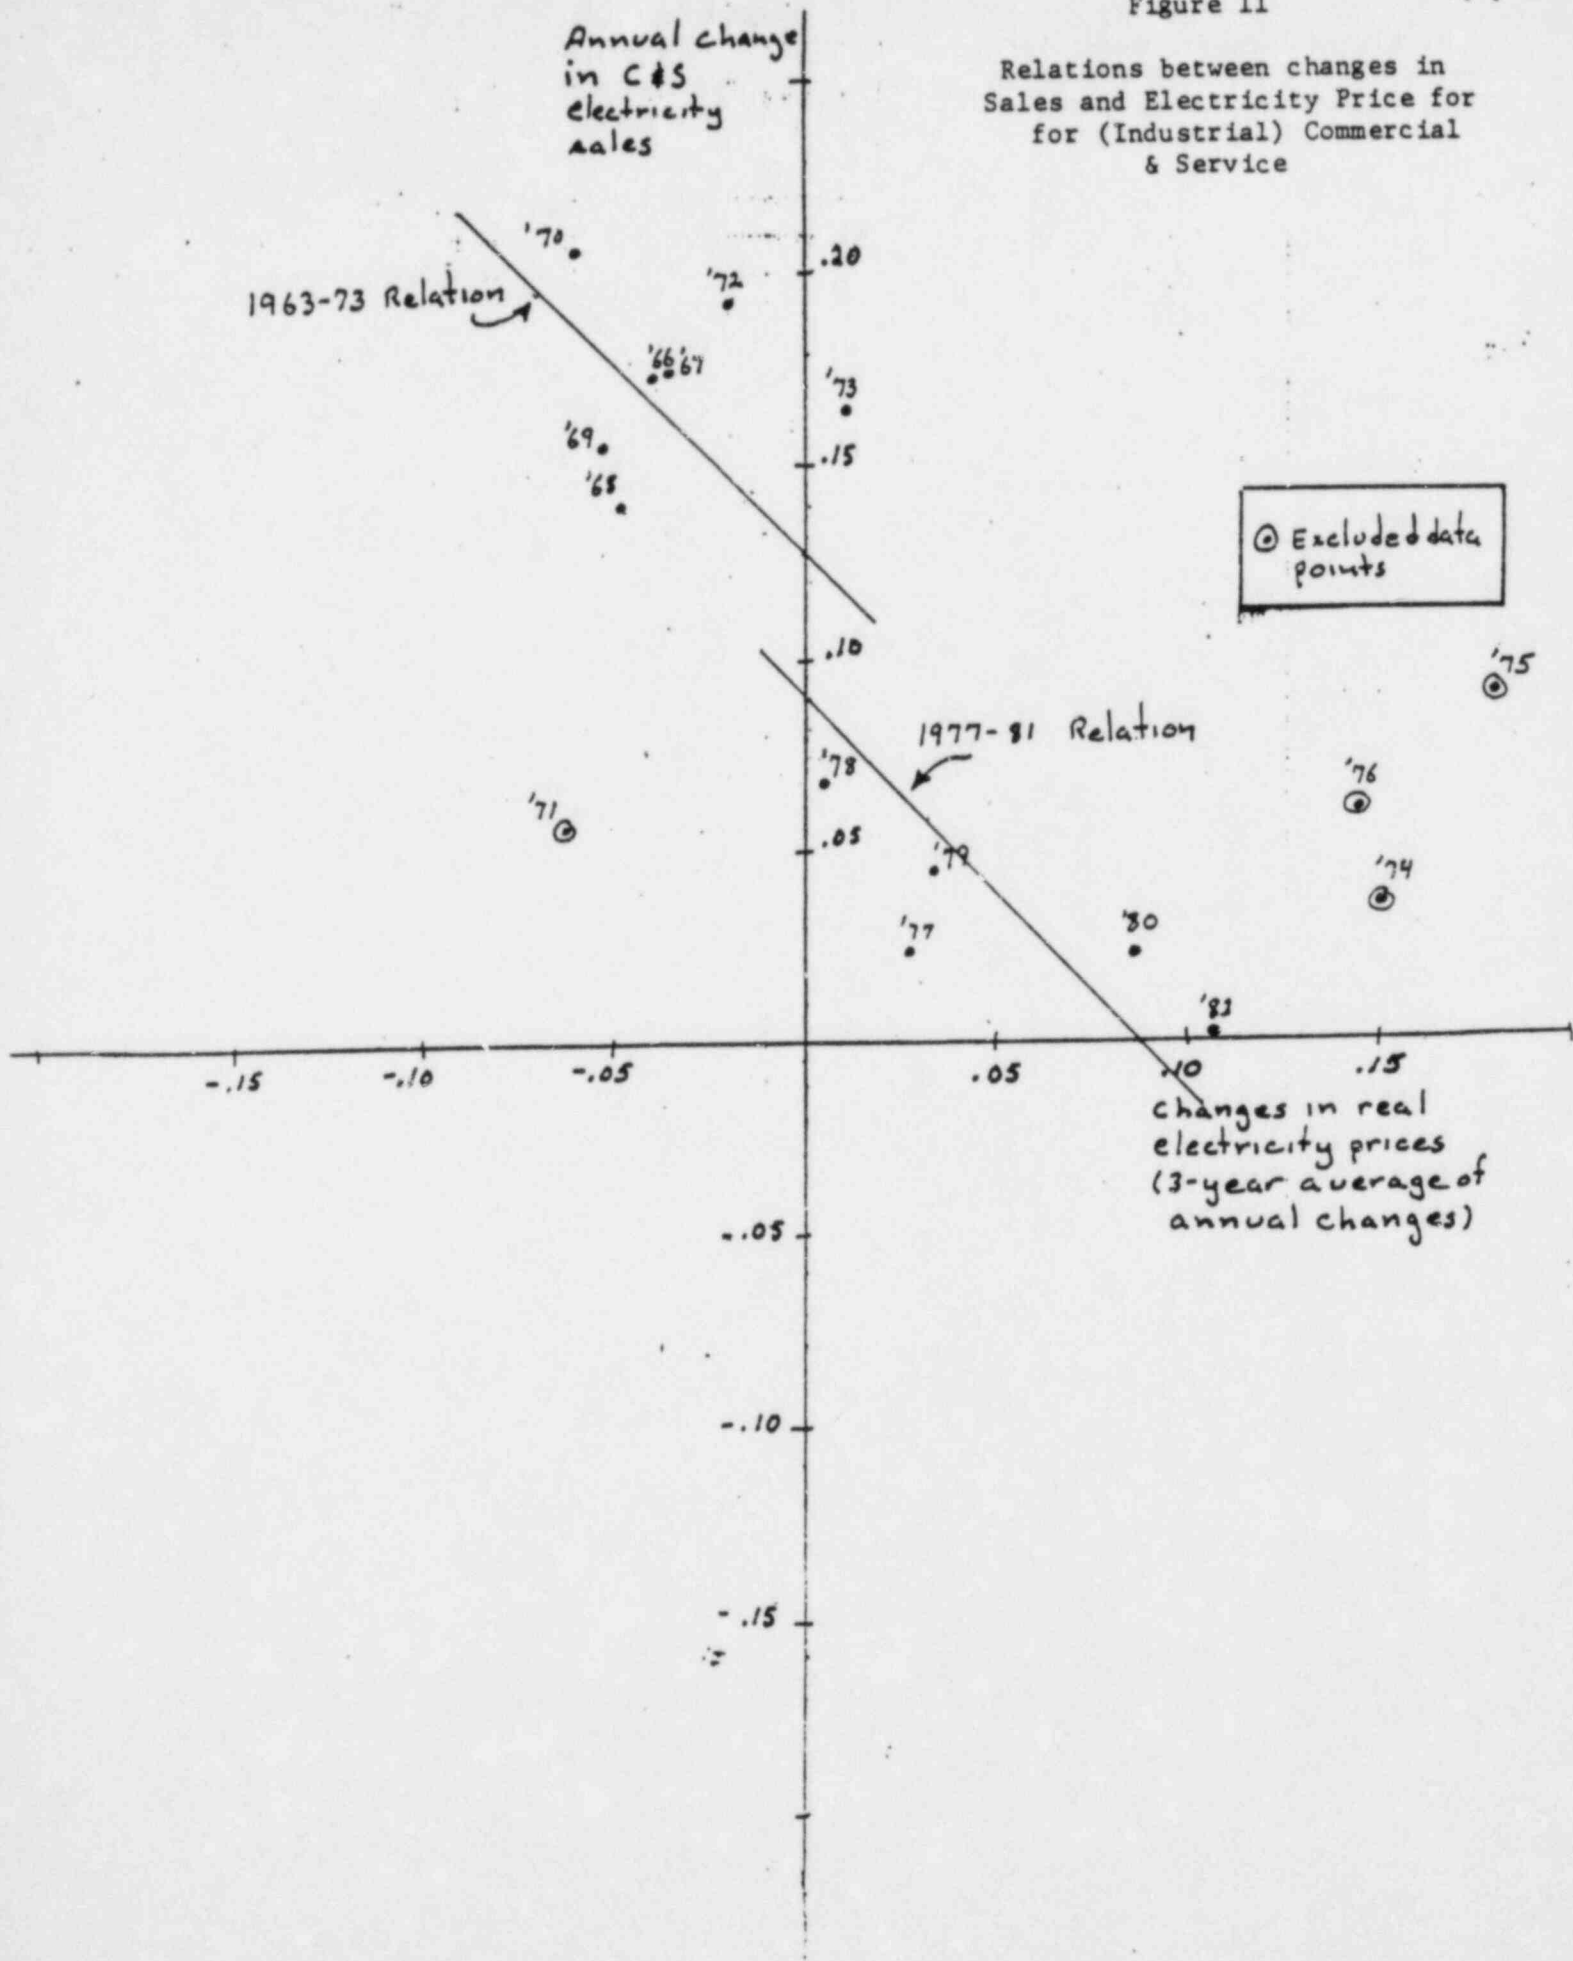 Figure 11
Relations between changes in
Sales and Electricity Price for
for (Industrial) Commercial
& Service
Annual change
in C&S
electricity
sales
'70
.20
'72
1963-73 Relation
'66 '67
'73
'69
.15
'68
⊙ Excluded data
points
.10
'75
1977-81 Relation
'78
'76
'71
.05
'79
'74
'77
'80
-.15
-.10
-.05
.05
.10
.15
Changes in real
electricity prices
(3-year average of
annual changes)
-.05
-.10
-.15